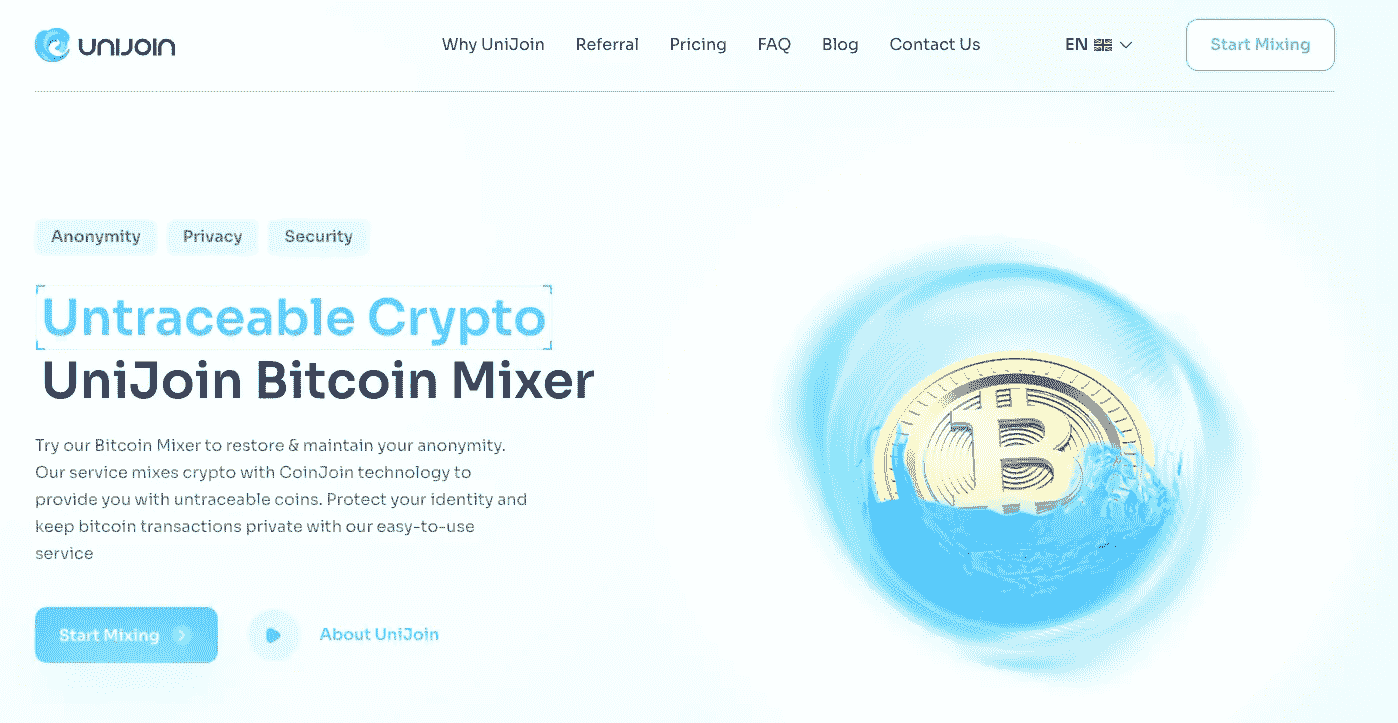 UNIJOIN
Why UniJoin Referral Pricing FAQ Blog Contact Us EN Start Mixing
Anonymity Privacy Security
Untraceable Crypto
UniJoin Bitcoin Mixer
Try our Bitcoin Mixer to restore & maintain your anonymity.
Our service mixes crypto with CoinJoin technology to
provide you with untraceable coins. Protect your identity and
keep bitcoin transactions private with our easy-to-use
service
Start Mixing About UniJoin